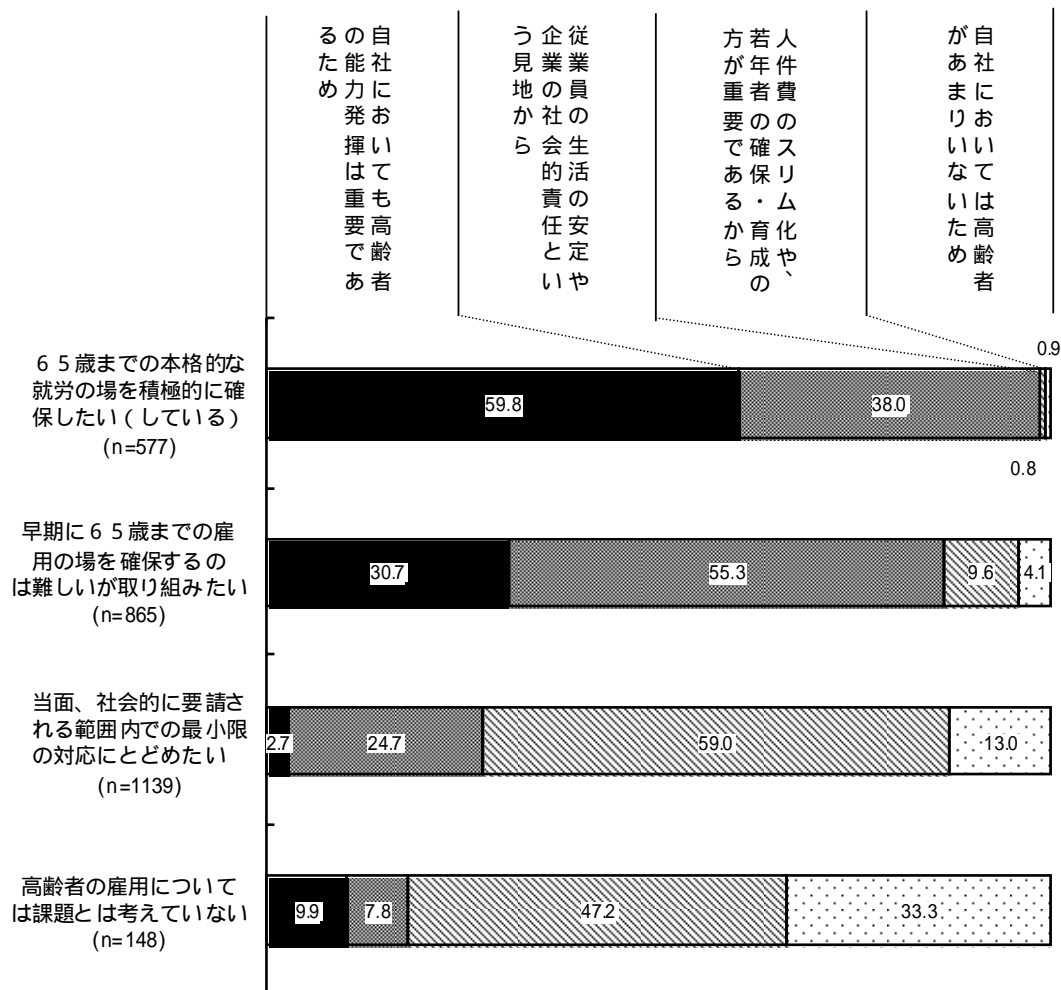 自社においても高齢者
の能力発揮は重要であ
るため
従業員の生活の安定や
企業の社会的責任とい
う見地から
人件費のスリム化や、
若年者の確保・育成の
方が重要であるから
自社においては高齢者
があまりいないため
0.9
６５歳までの本格的な
就労の場を積極的に確
保したい（している）
(n=577)
59.8
38.0
0.8
早期に６５歳までの雇
用の場を確保するの
は難しいが取り組みたい
(n=865)
30.7
55.3
9.6
4.1
当面、社会的に要請さ
れる範囲内での最小限
の対応にとどめたい
(n=1139)
2.7
24.7
59.0
13.0
高齢者の雇用について
は課題とは考えていない
(n=148)
9.9
7.8
47.2
33.3